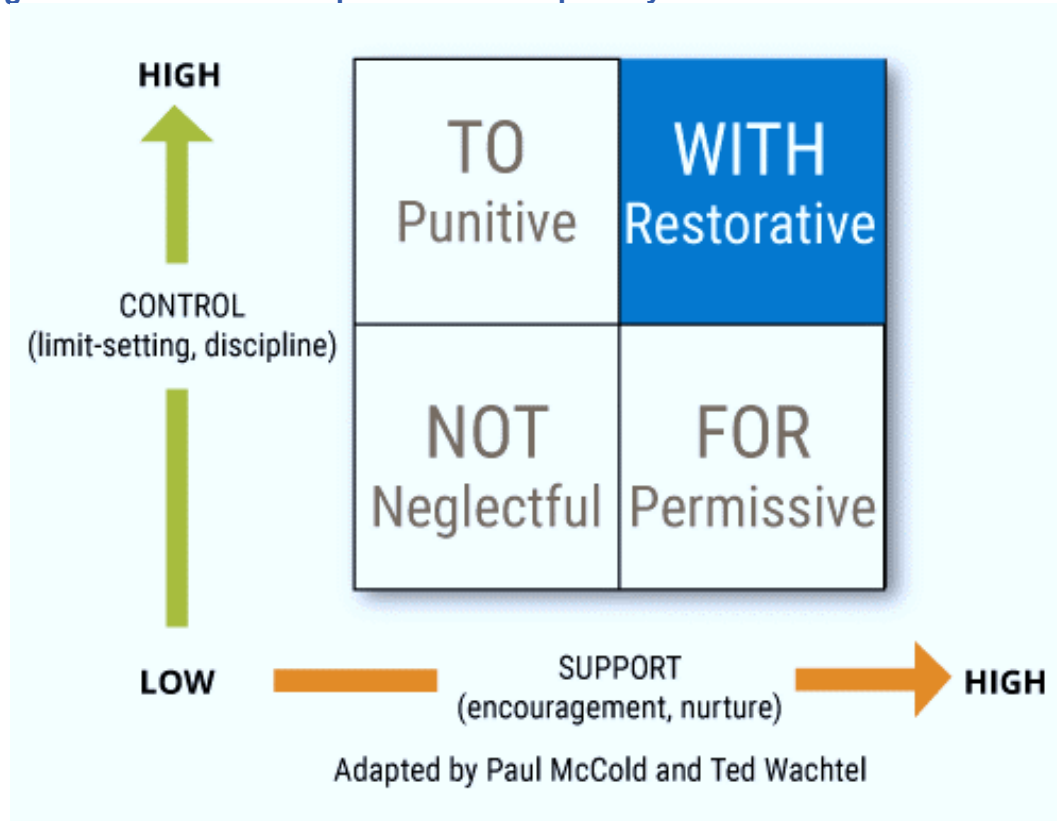 HIGH
TO
Punitive
WITH
Restorative
CONTROL
(limit-setting, discipline)
NOT
Neglectful
FOR
Permissive
LOW
SUPPORT
(encouragement, nurture)
HIGH
Adapted by Paul McCold and Ted Wachtel